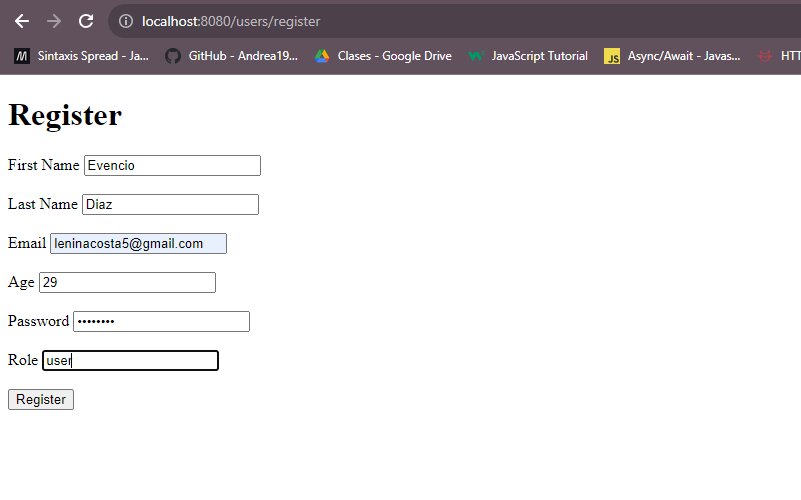 localhost:8080/users/register
Sintaxis Spread - Ja... GitHub - Andrea19... Clases - Google Drive JavaScript Tutorial JS Async/Await - Javas... HTT
Register
First Name Evencio
Last Name Diaz
Email leninacosta5@gmail.com
Age 29
Password ••••••••
Role user
Register